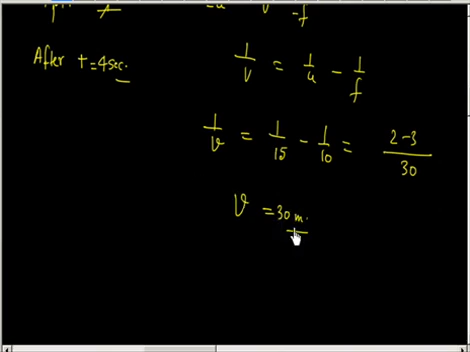 1/v = 1/u − 1/f
After t = 4sec.
1/v = 1/15 − 1/10 = 2−3/30
V = 30 m.